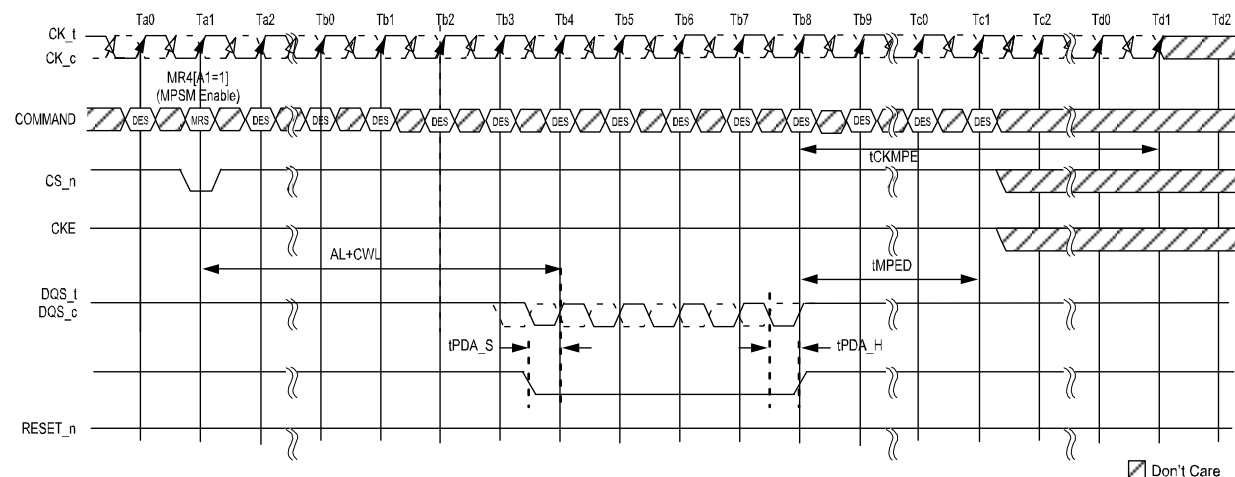 Ta0 Ta1 Ta2 Tb0 Tb1 Tb2 Tb3 Tb4 Tb5 Tb6 Tb7 Tb8 Tb9 Tc0 Tc1 Tc2 Td0 Td1 Td2
CK_t
CK_c
MR4[A1=1]
(MPSM Enable)
COMMAND DES MRS DES DES DES DES DES DES DES DES DES DES DES DES DES
tCKMPE
CS_n
CKE
AL+CWL
tMPED
DQS_t
DQS_c
tPDA_S tPDA_H
RESET_n
Don't Care